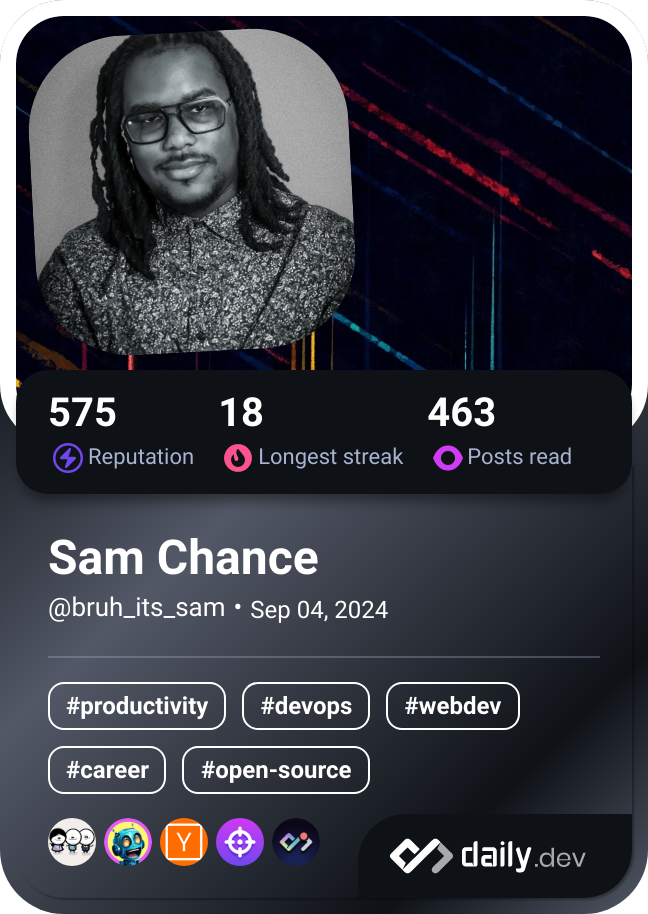 575 18 463
Reputation Longest streak Posts read
Sam Chance
@bruh_its_sam • Sep 04, 2024
#productivity #devops #webdev
#career #open-source
Y
daily.dev